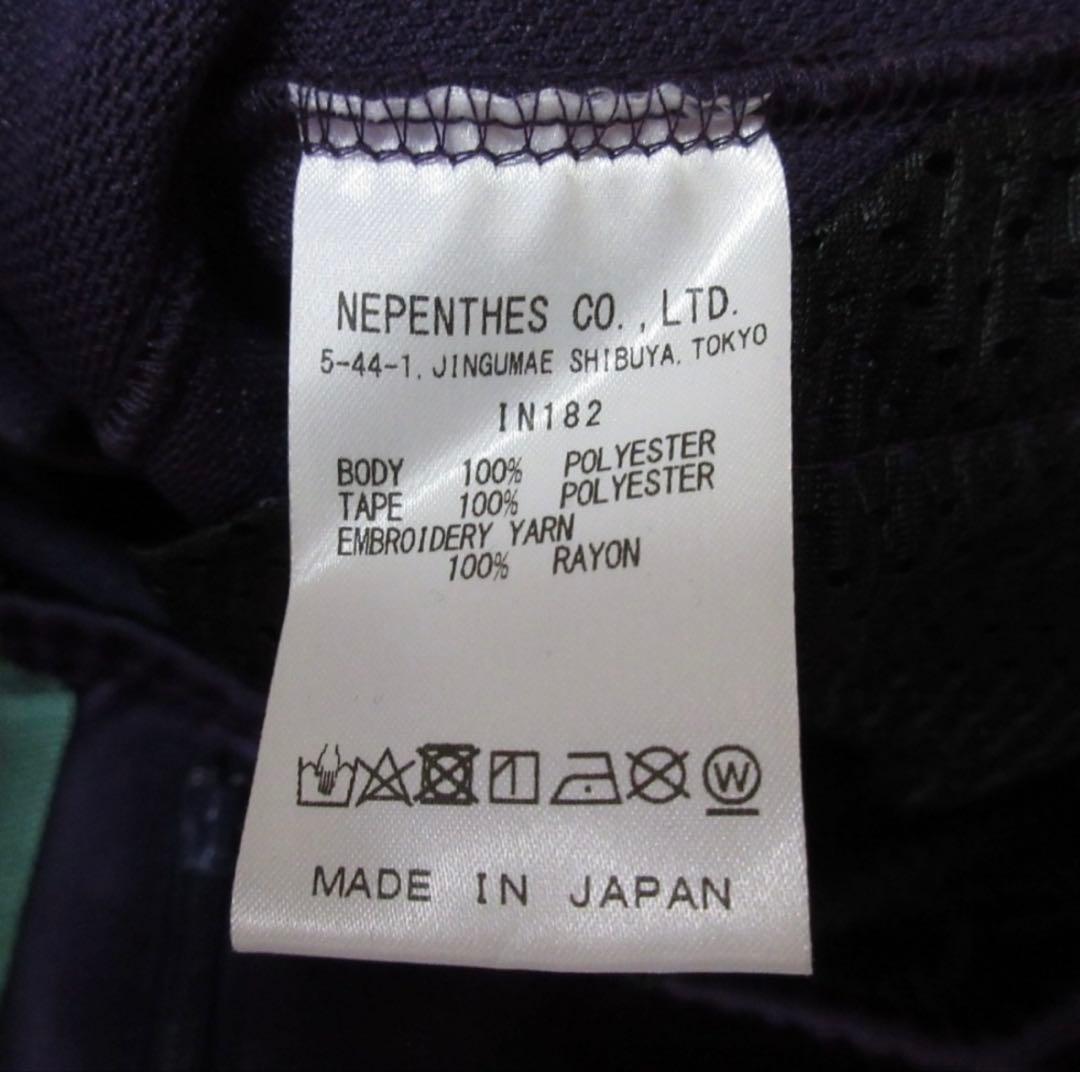 NEPENTHES CO., LTD.
5-44-1, JINGUMAE SHIBUYA, TOKYO
IN182
BODY 100% POLYESTER
TAPE 100% POLYESTER
EMBROIDERY YARN
100% RAYON
W
MADE IN JAPAN